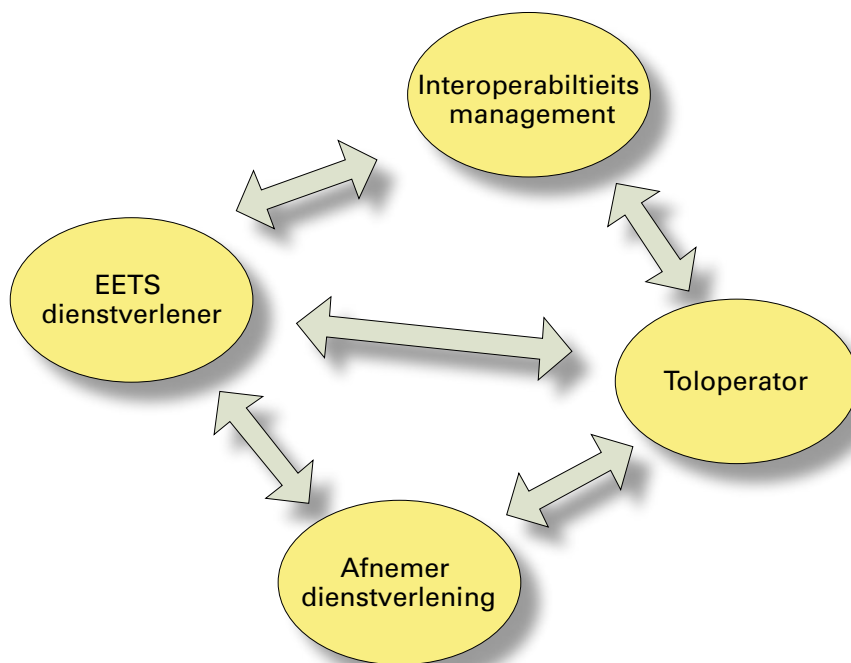 Interoperabiltieits
management
EETS
dienstverlener
Toloperator
Afnemer
dienstverlening